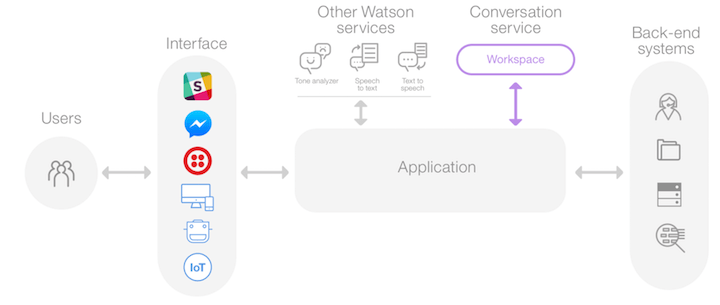 Users
Interface
S
IoT
Other Watson
services
Tone analyzer
Speech
to text
Text to
speech
Conversation
service
Workspace
Application
Back-end
systems